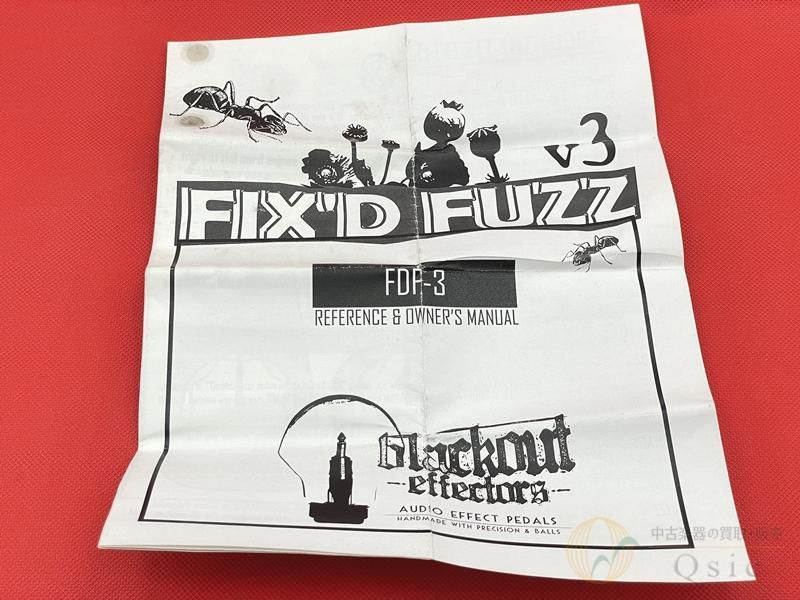 v3
FIX'D FUZZ
FDF-3
REFERENCE & OWNER'S MANUAL
blackout
-effectors-
AUDIO EFFECT PEDALS
HANDMADE WITH PRECISION & BALLS
中古楽器の買取・販売
Qsic